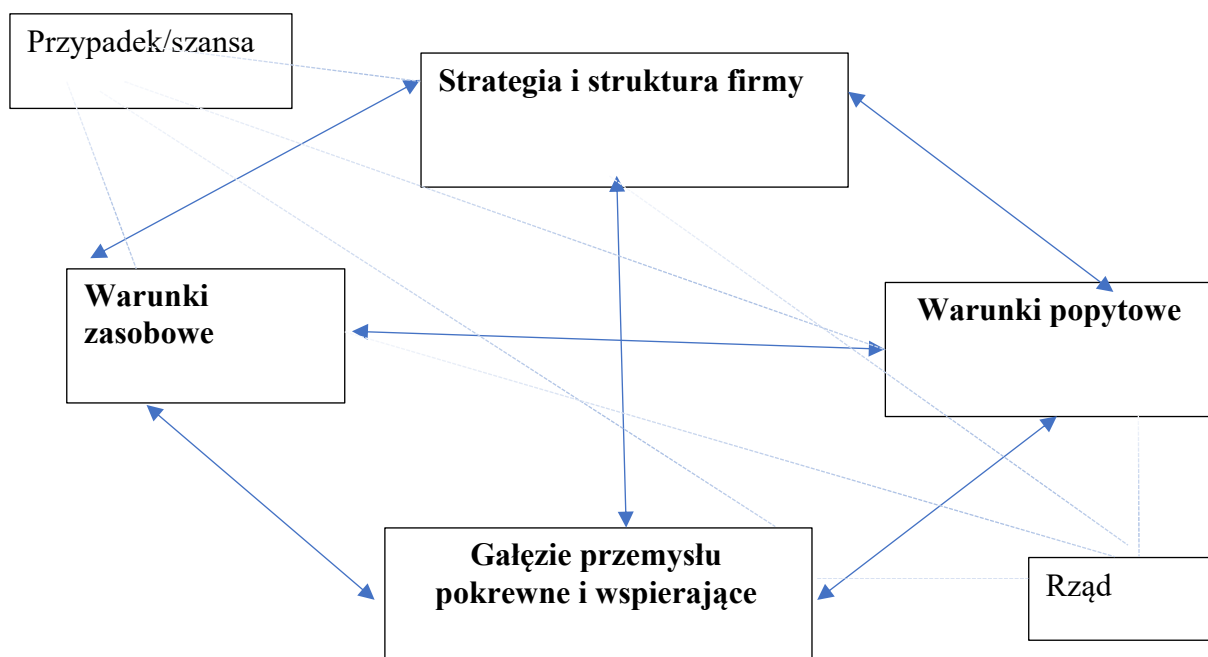 Przypadek/szansa
Strategia i struktura firmy
Warunki
zasobowe
Warunki popytowe
Gałęzie przemysłu
pokrewne i wspierające
Rząd